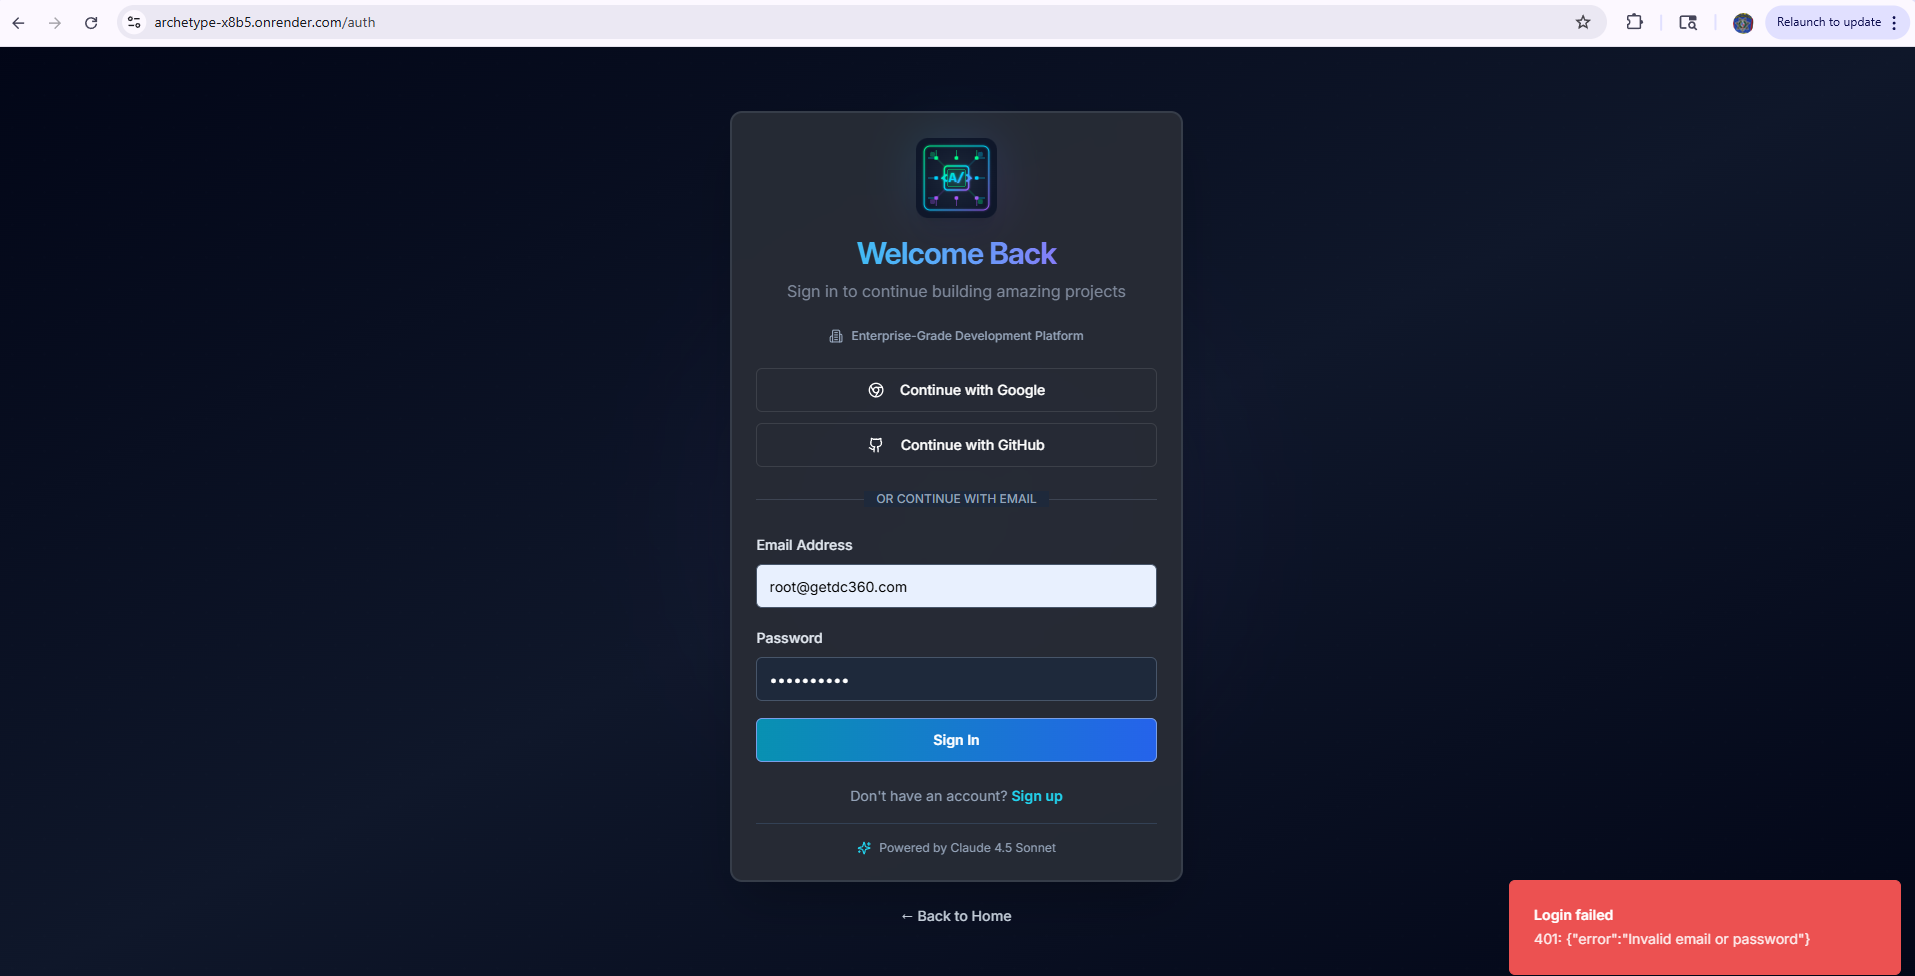 archetype-x8b5.onrender.com/auth
Relaunch to update
A/
Welcome Back
Sign in to continue building amazing projects
Enterprise-Grade Development Platform
Continue with Google
Continue with GitHub
OR CONTINUE WITH EMAIL
Email Address
root@getdc360.com
Password
••••••••••
Sign In
Don't have an account? Sign up
Powered by Claude 4.5 Sonnet
← Back to Home
Login failed
401: {"error":"Invalid email or password"}